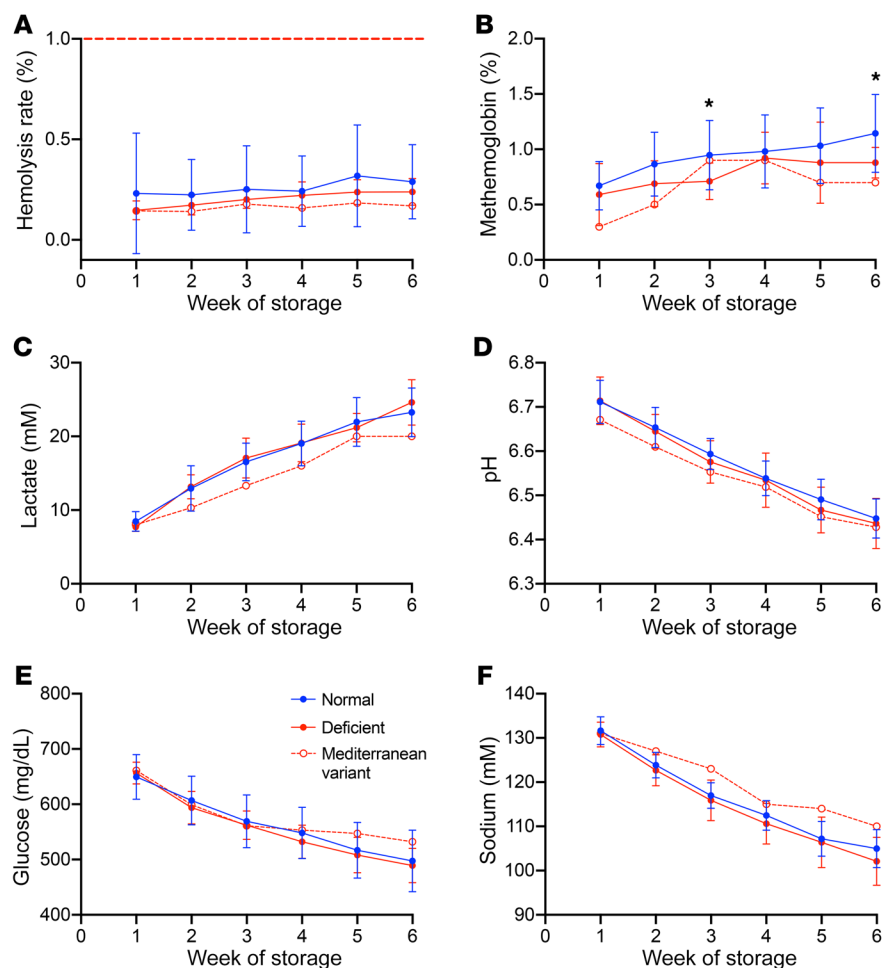 A
Hemolysis rate (%)
1.0
0.5
0.0
0 1 2 3 4 5 6
Week of storage
B
Methemoglobin (%)
2.0
1.5
1.0
0.5
0.0
*
*
0 1 2 3 4 5 6
Week of storage
C
Lactate (mM)
30
20
10
0
0 1 2 3 4 5 6
Week of storage
D
pH
6.8
6.7
6.6
6.5
6.4
6.3
0 1 2 3 4 5 6
Week of storage
E
Glucose (mg/dL)
800
700
600
500
400
Normal
Deficient
Mediterranean
variant
0 1 2 3 4 5 6
Week of storage
F
Sodium (mM)
140
130
120
110
100
90
0 1 2 3 4 5 6
Week of storage